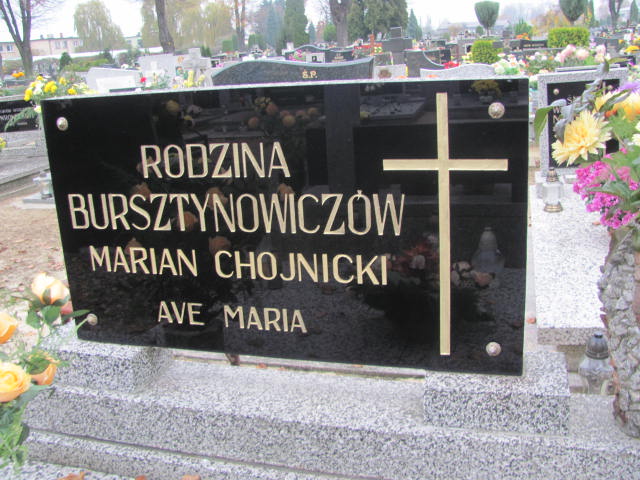 Ś.P.
RODZINA
BURSZTYNOWICZÓW
MARIAN CHOJNICKI
AVE MARIA